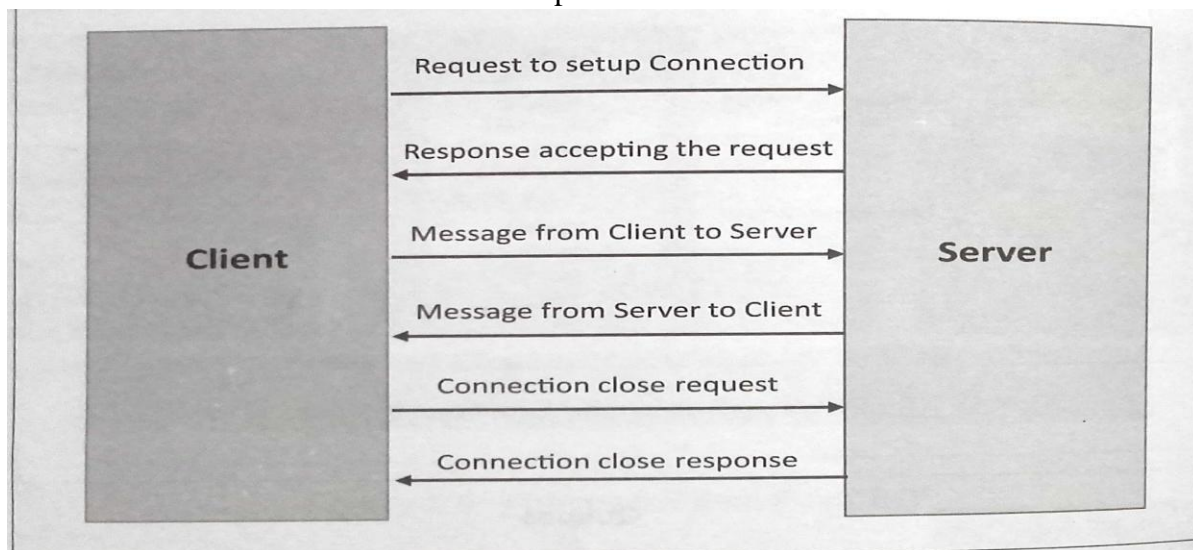 Request to setup Connection
Response accepting the request
Message from Client to Server
Client
Server
Message from Server to Client
Connection close request
Connection close response